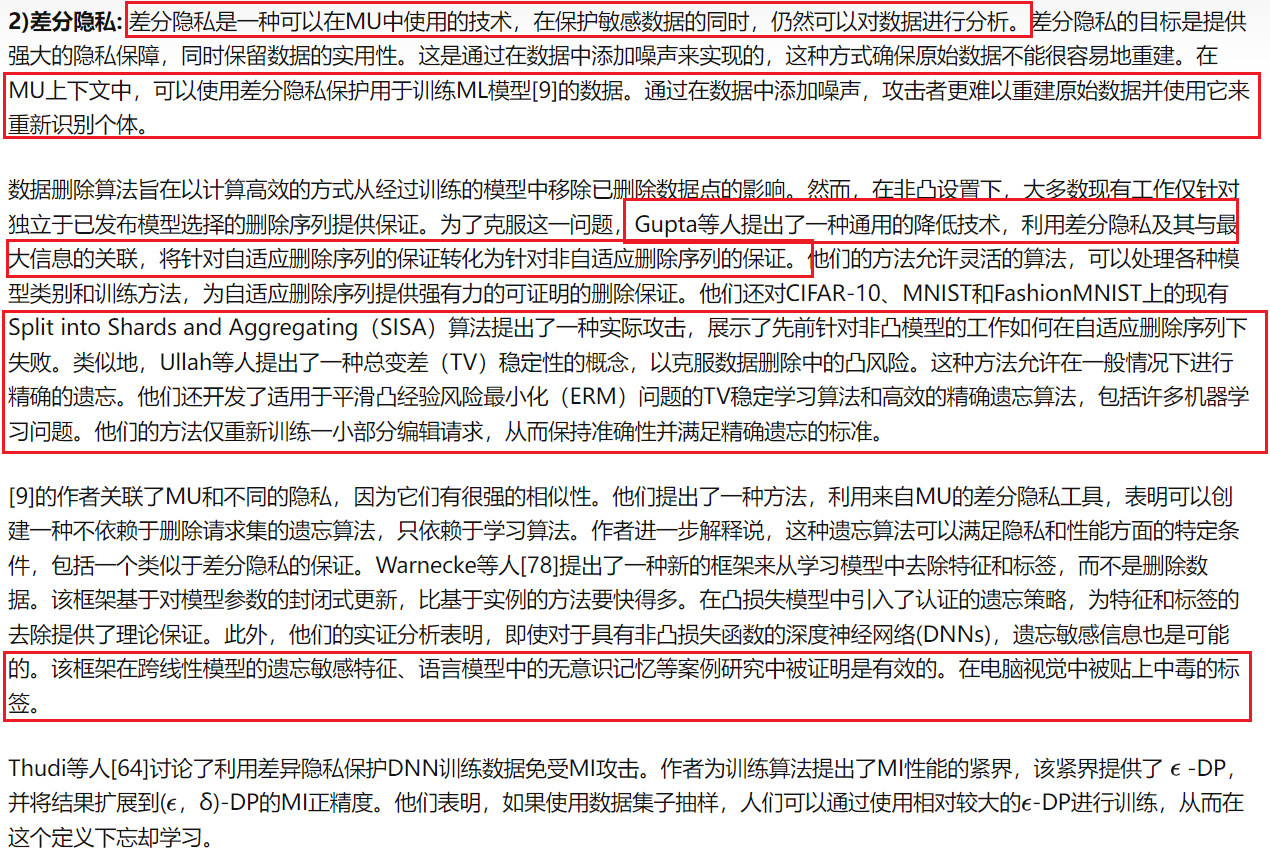 2)差分隐私: 差分隐私是一种可以在MU中使用的技术，在保护敏感数据的同时，仍然可以对数据进行分析。差分隐私的目标是提供
强大的隐私保障，同时保留数据的实用性。这是通过在数据中添加噪声来实现的，这种方式确保原始数据不能很容易地重建。在
MU上下文中，可以使用差分隐私保护用于训练ML模型[9]的数据。通过在数据中添加噪声，攻击者更难以重建原始数据并使用它来
重新识别个体。
数据删除算法旨在以计算高效的方式从经过训练的模型中移除已删除数据点的影响。然而，在非凸设置下，大多数现有工作仅针对
独立于已发布模型选择的删除序列提供保证。为了克服这一问题，Gupta等人提出了一种通用的降低技术，利用差分隐私及其与最
大信息的关联，将针对自适应删除序列的保证转化为针对非自适应删除序列的保证。他们的方法允许灵活的算法，可以处理各种模
型类别和训练方法，为自适应删除序列提供强有力的可证明的删除保证。他们还对CIFAR-10、MNIST和FashionMNIST上的现有
Split into Shards and Aggregating（SISA）算法提出了一种实际攻击，展示了先前针对非凸模型的工作如何在自适应删除序列下
失败。类似地，Ullah等人提出了一种总变差（TV）稳定性的概念，以克服数据删除中的凸风险。这种方法允许在一般情况下进行
精确的遗忘。他们还开发了适用于平滑凸经验风险最小化（ERM）问题的TV稳定学习算法和高效的精确遗忘算法，包括许多机器学
习问题。他们的方法仅重新训练一小部分编辑请求，从而保持准确性并满足精确遗忘的标准。
[9]的作者关联了MU和不同的隐私，因为它们有很强的相似性。他们提出了一种方法，利用来自MU的差分隐私工具，表明可以创
建一种不依赖于删除请求集的遗忘算法，只依赖于学习算法。作者进一步解释说，这种遗忘算法可以满足隐私和性能方面的特定条
件，包括一个类似于差分隐私的保证。Warnecke等人[78]提出了一种新的框架来从学习模型中去除特征和标签，而不是删除数
据。该框架基于对模型参数的封闭式更新，比基于实例的方法要快得多。在凸损失模型中引入了认证的遗忘策略，为特征和标签的
去除提供了理论保证。此外，他们的实证分析表明，即使对于具有非凸损失函数的深度神经网络(DNNs)，遗忘敏感信息也是可能
的。该框架在跨线性模型的遗忘敏感特征、语言模型中的无意识记忆等案例研究中被证明是有效的。在电脑视觉中被贴上中毒的标
签。
Thudi等人[64]讨论了利用差异隐私保护DNN训练数据免受MI攻击。作者为训练算法提出了MI性能的紧界，该紧界提供了 ϵ -DP，
并将结果扩展到(ϵ，δ)-DP的MI正精度。他们表明，如果使用数据集子抽样，人们可以通过使用相对较大的ϵ-DP进行训练，从而在
这个定义下忘却学习。